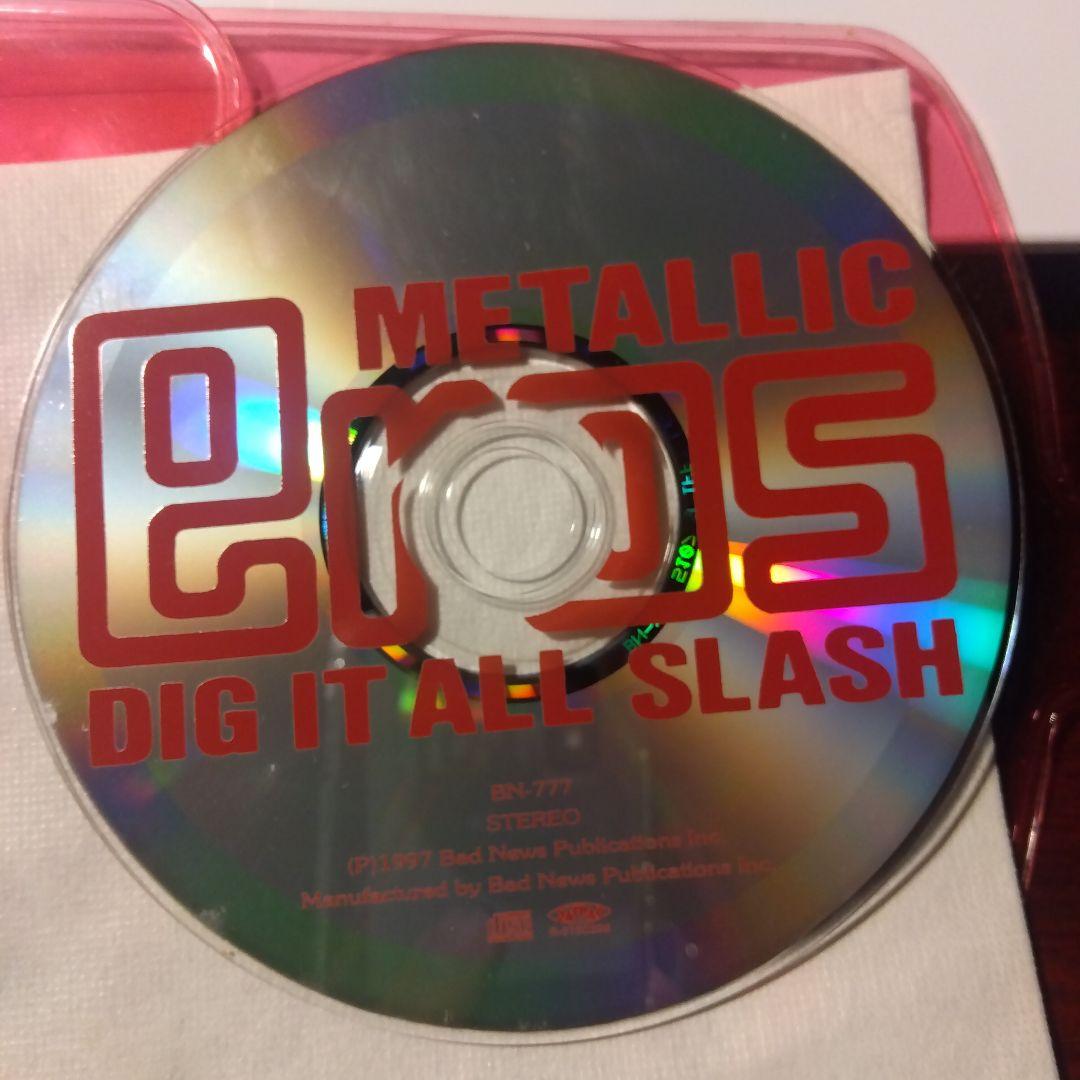 METALLIC
eros
DIG IT ALL SLASH
BN-777
STEREO
(P)1997 Bad News Publications Inc.
Manufactured by Bad News Publications Inc.